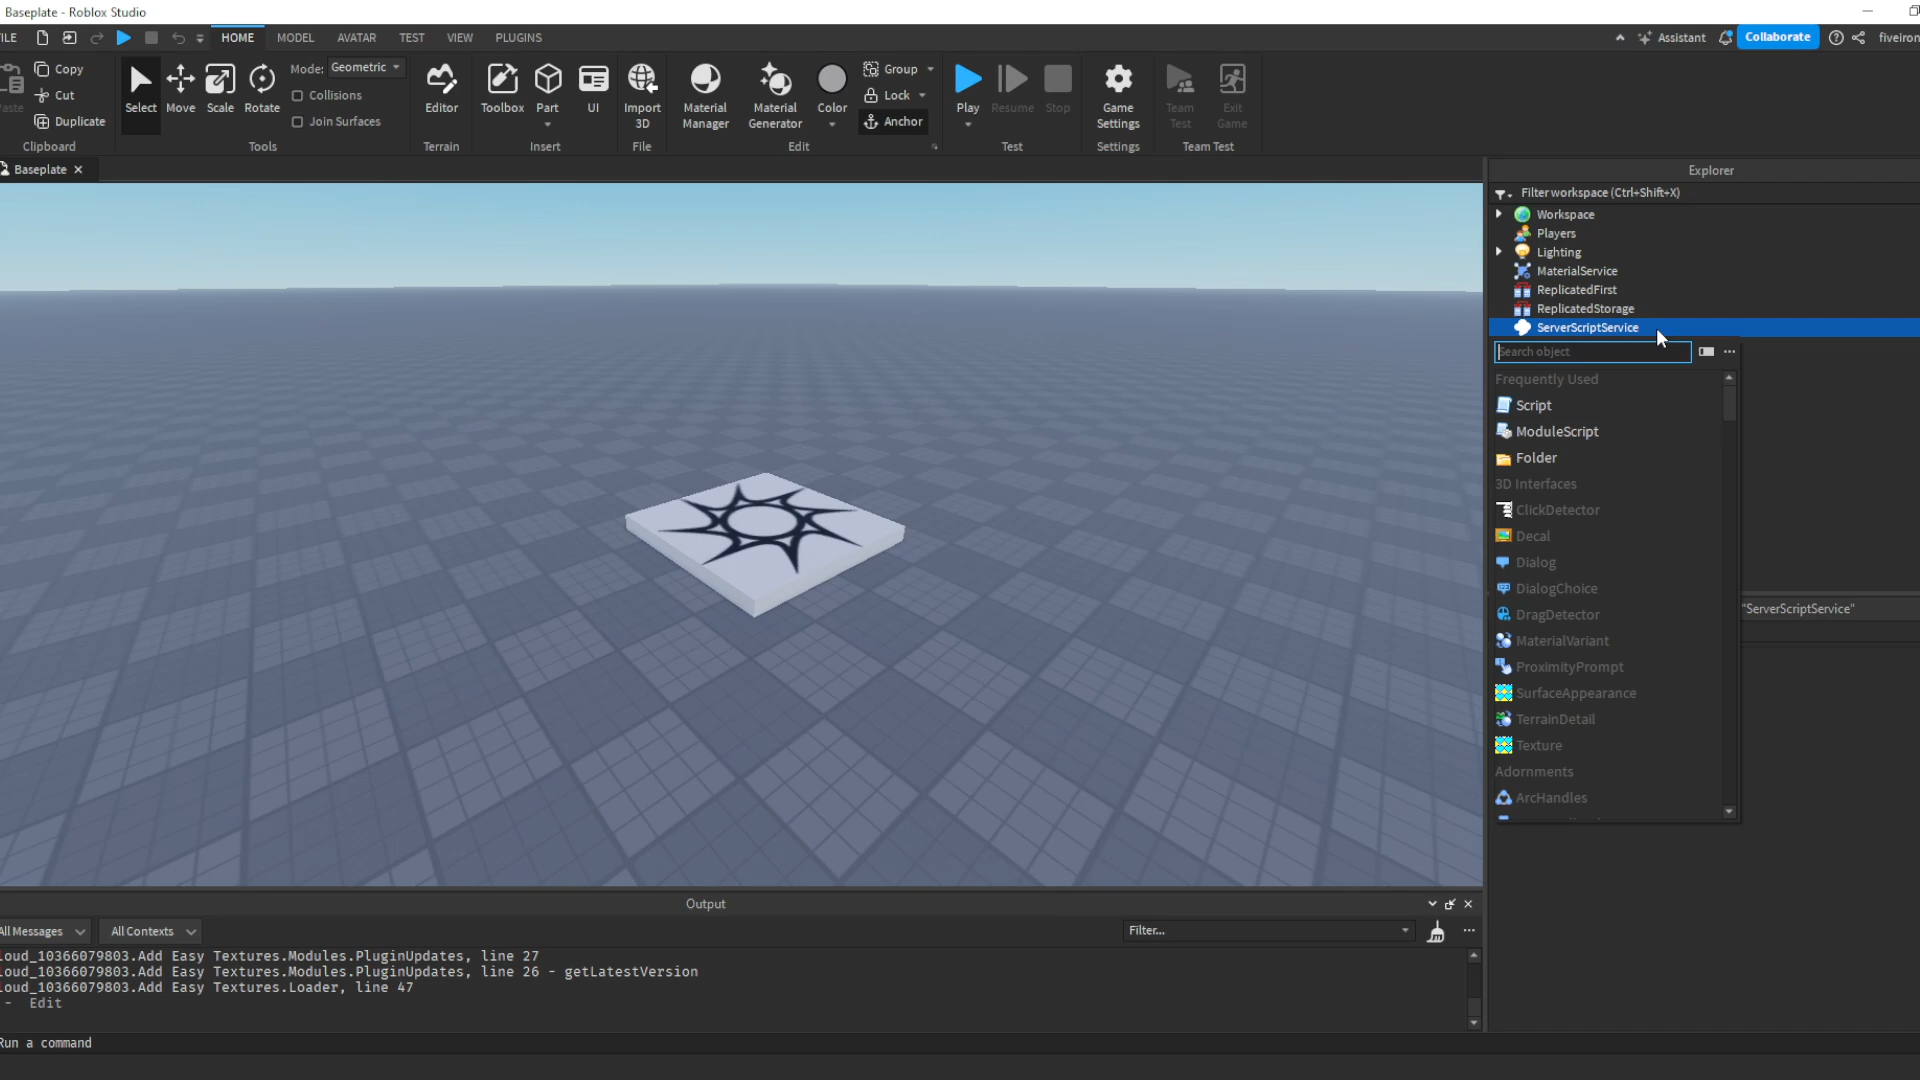 Baseplate - Roblox Studio
HOME
MODEL
AVATAR
TEST
VIEW
PLUGINS
Assistant
Collaborate
Copy
Cut
Duplicate
Clipboard
Select
Move
Scale
Rotate
Mode:
Geometric
Collisions
Join Surfaces
Tools
Editor
Terrain
Toolbox
Part
UI
Insert
Import
3D
File
Material
Manager
Material
Generator
Color
Group
Lock
Anchor
Edit
Play
Resume
Stop
Test
Game
Settings
Settings
Team
Test
Exit
Game
Team Test
Baseplate
Explorer
Filter workspace (Ctrl+Shift+X)
Workspace
Players
Lighting
MaterialService
ReplicatedFirst
ReplicatedStorage
ServerScriptService
Search object
Frequently Used
Script
ModuleScript
Folder
3D Interfaces
ClickDetector
Decal
Dialog
DialogChoice
DragDetector
MaterialVariant
ProximityPrompt
SurfaceAppearance
TerrainDetail
Texture
Adornments
ArcHandles
"ServerScriptService"
Output
All Messages
All Contexts
Filter...
oud_10366079803.Add Easy Textures.Modules.PluginUpdates, line 27
oud_10366079803.Add Easy Textures.Modules.PluginUpdates, line 26 - getLatestVersion
oud_10366079803.Add Easy Textures.Loader, line 47
- Edit
Run a command